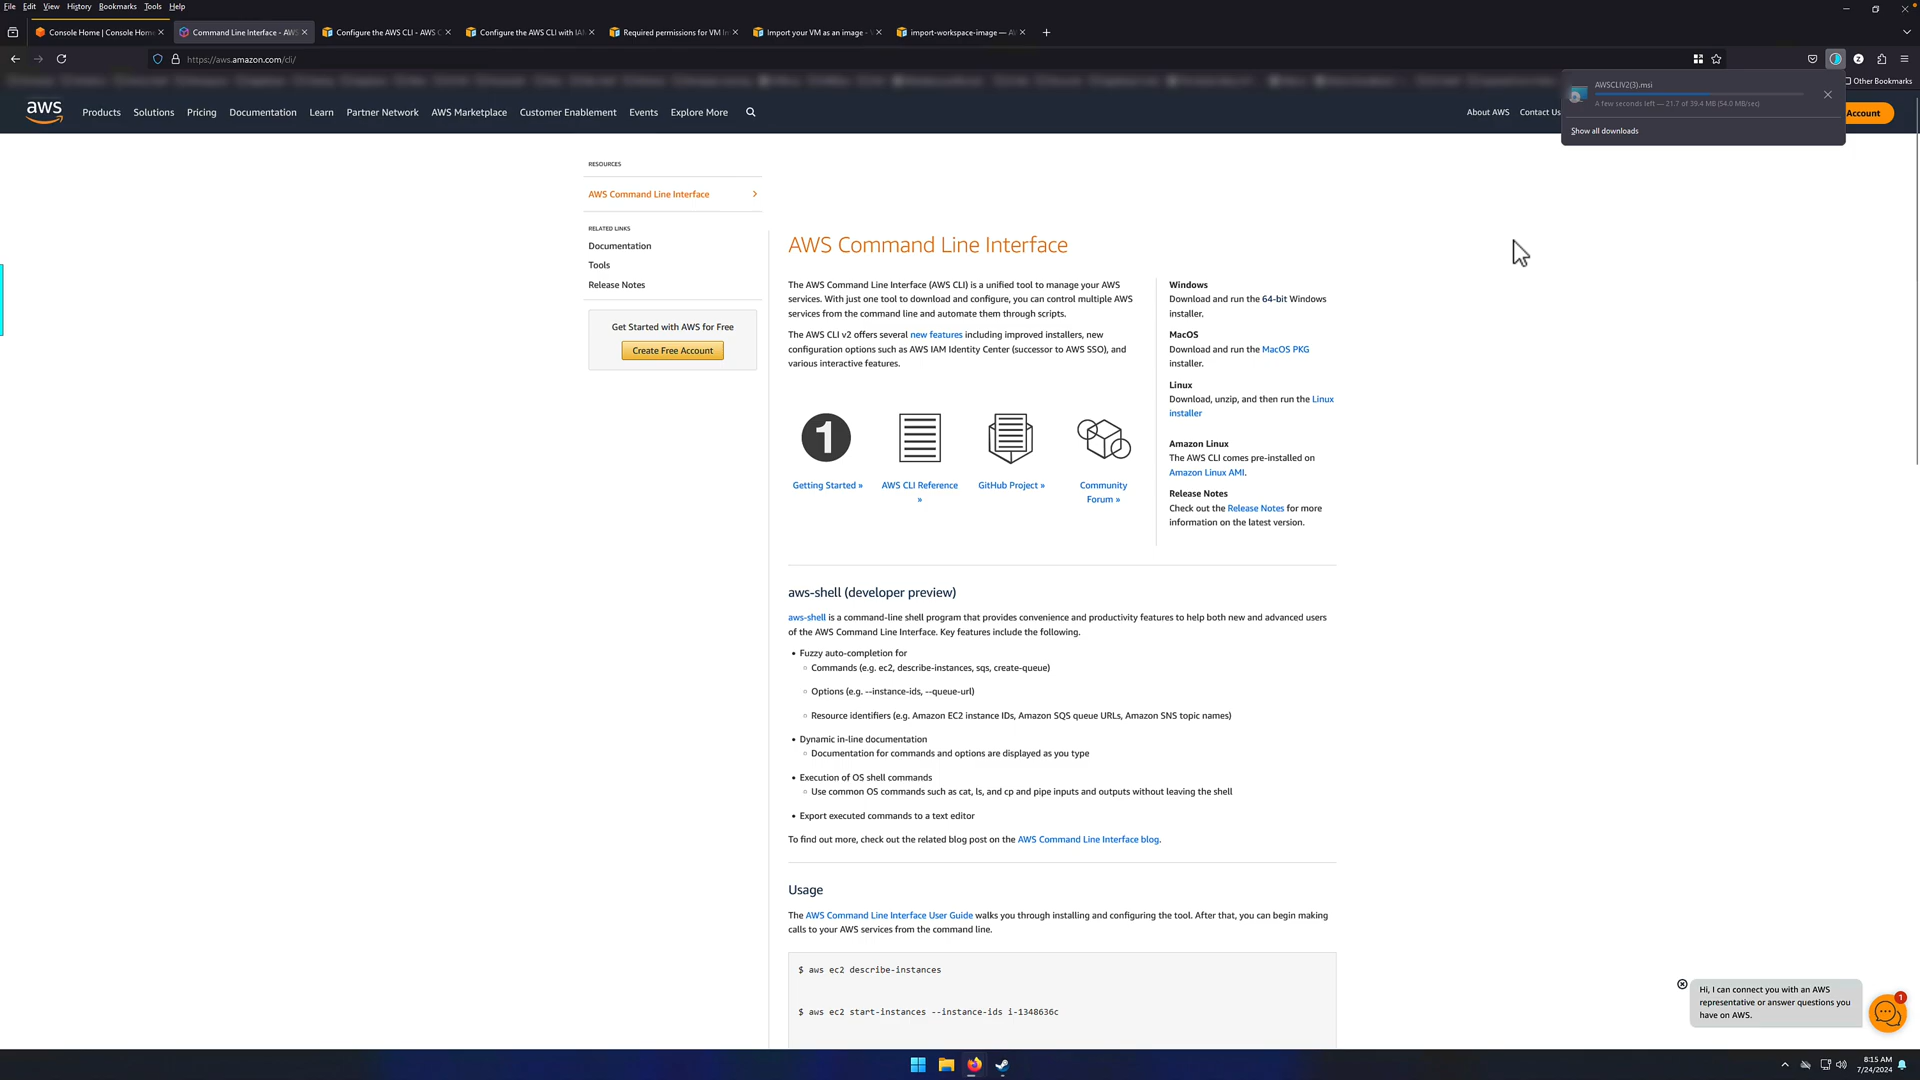 File Edit View History Bookmarks Tools Help
Console Home | Console Hom
Command Line Interface - AWS
Configure the AWS CLI - AWS C
Configure the AWS CLI with IAM
Required permissions for VM Im
Import your VM as an image - V
import-workspace-image — A
https://aws.amazon.com/cli/
Other Bookmarks
AWSCLIV2(3).msi
A few seconds left — 21.7 of 39.4 MB (54.0 MB/sec)
Show all downloads
aws
Products Solutions Pricing Documentation Learn Partner Network AWS Marketplace Customer Enablement Events Explore More
About AWS Contact Us
Account
RESOURCES
AWS Command Line Interface
RELATED LINKS
Documentation
Tools
Release Notes
Get Started with AWS for Free
Create Free Account
AWS Command Line Interface
The AWS Command Line Interface (AWS CLI) is a unified tool to manage your AWS
services. With just one tool to download and configure, you can control multiple AWS
services from the command line and automate them through scripts.
The AWS CLI v2 offers several new features including improved installers, new
configuration options such as AWS IAM Identity Center (successor to AWS SSO), and
various interactive features.
1
Getting Started »
AWS CLI Reference
»
GitHub Project »
Community
Forum »
Windows
Download and run the 64-bit Windows
installer.
MacOS
Download and run the MacOS PKG
installer.
Linux
Download, unzip, and then run the Linux
installer
Amazon Linux
The AWS CLI comes pre-installed on
Amazon Linux AMI.
Release Notes
Check out the Release Notes for more
information on the latest version.
aws-shell (developer preview)
aws-shell is a command-line shell program that provides convenience and productivity features to help both new and advanced users
of the AWS Command Line Interface. Key features include the following.
• Fuzzy auto-completion for
◦ Commands (e.g. ec2, describe-instances, sqs, create-queue)
◦ Options (e.g. --instance-ids, --queue-url)
◦ Resource identifiers (e.g. Amazon EC2 instance IDs, Amazon SQS queue URLs, Amazon SNS topic names)
• Dynamic in-line documentation
◦ Documentation for commands and options are displayed as you type
• Execution of OS shell commands
◦ Use common OS commands such as cat, ls, and cp and pipe inputs and outputs without leaving the shell
• Export executed commands to a text editor
To find out more, check out the related blog post on the AWS Command Line Interface blog.
Usage
The AWS Command Line Interface User Guide walks you through installing and configuring the tool. After that, you can begin making
calls to your AWS services from the command line.
$ aws ec2 describe-instances
$ aws ec2 start-instances --instance-ids i-1348636c
Hi, I can connect you with an AWS
representative or answer questions you
have on AWS.
1
8:15 AM
7/24/2024